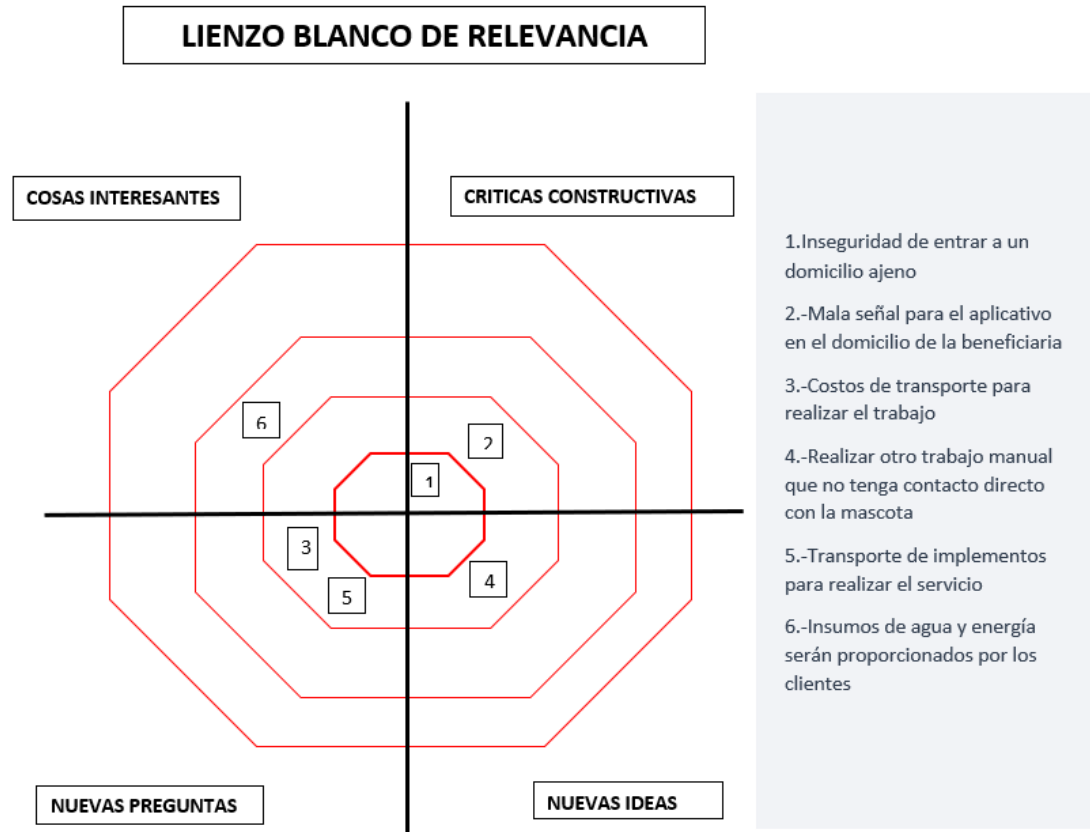 LIENZO BLANCO DE RELEVANCIA
COSAS INTERESANTES
CRITICAS CONSTRUCTIVAS
6
2
1
3
5
4
NUEVAS PREGUNTAS
NUEVAS IDEAS
1.Inseguridad de entrar a un
domicilio ajeno
2.-Mala señal para el aplicativo
en el domicilio de la beneficiaria
3.-Costos de transporte para
realizar el trabajo
4.-Realizar otro trabajo manual
que no tenga contacto directo
con la mascota
5.-Transporte de implementos
para realizar el servicio
6.-Insumos de agua y energía
serán proporcionados por los
clientes